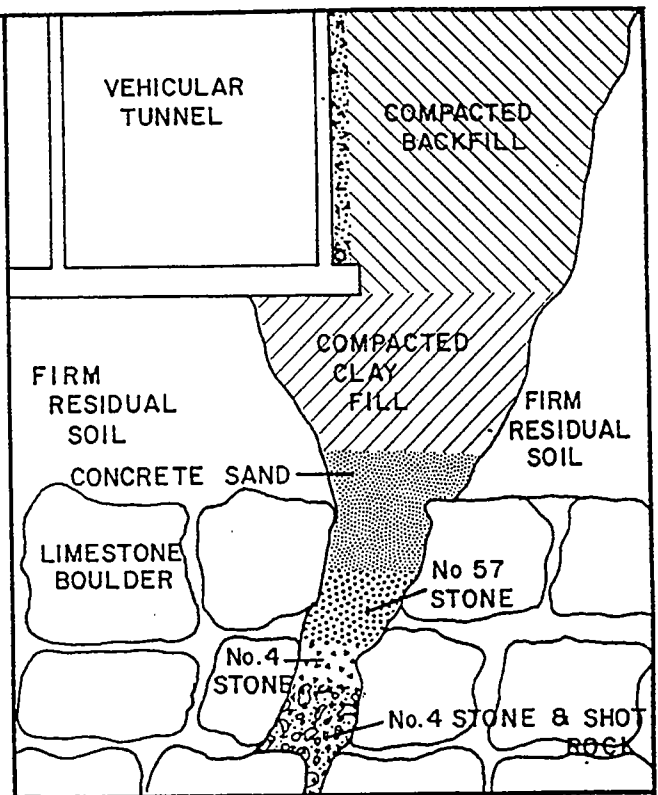 VEHICULAR
TUNNEL
COMPACTED
BACKFILL
COMPACTED
CLAY
FILL
FIRM
RESIDUAL
SOIL
FIRM
RESIDUAL
SOIL
CONCRETE SAND
LIMESTONE
BOULDER
No 57
STONE
No. 4
STONE
No. 4 STONE & SHOT
ROCK